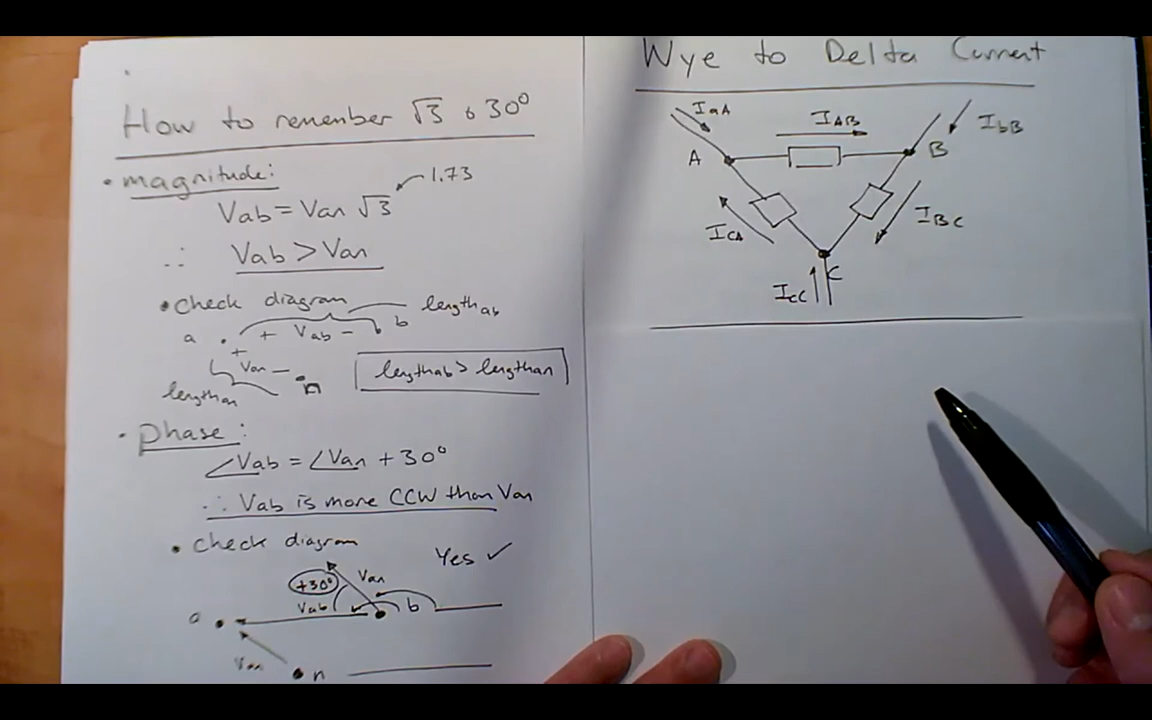 How to remember √3 & 30°
• magnitude:
Vab = Van √3 ← 1.73
∴ Vab > Van
• check diagram
lengthab
a + Vab − b
+ Van − n
lengthan
lengthab > lengthan
• phase:
∠Vab = ∠Van + 30°
∴ Vab is more CCW than Van
• check diagram
Yes ✓
+30° Van
a Vab b
Van n
Wye to Delta Current
IaA IAB IbB
A B
ICA IBC
C
IcC